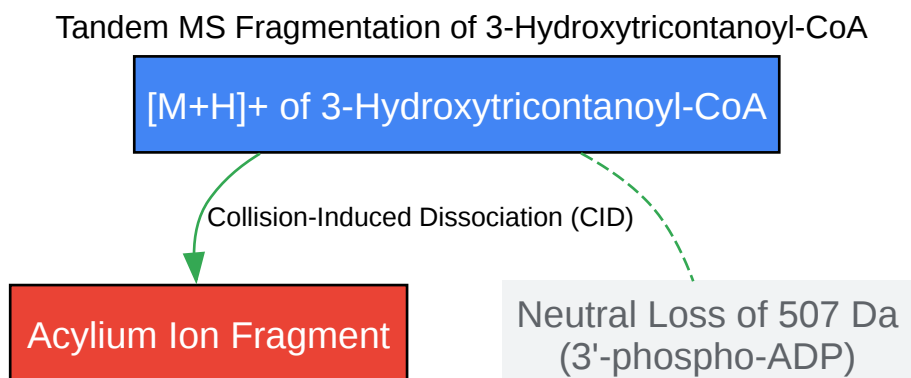 Tandem MS Fragmentation of 3-Hydroxytricontanoyl-CoA
[M+H]+ of 3-Hydroxytricontanoyl-CoA
Collision-Induced Dissociation (CID)
Acylium Ion Fragment
Neutral Loss of 507 Da
(3'-phospho-ADP)